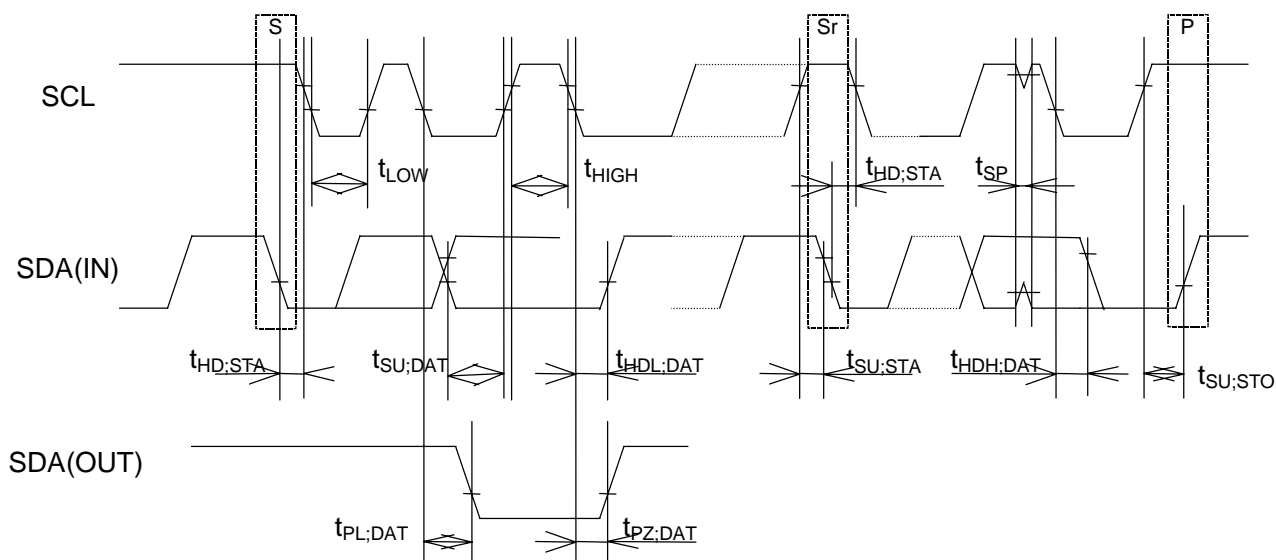 S Sr P
SCL
tLOW tHIGH tHD;STA tSP
SDA(IN)
tHD;STA tSU;DAT tHDL;DAT tSU;STA tHDH;DAT tSU;STO
SDA(OUT)
tPL;DAT tPZ;DAT